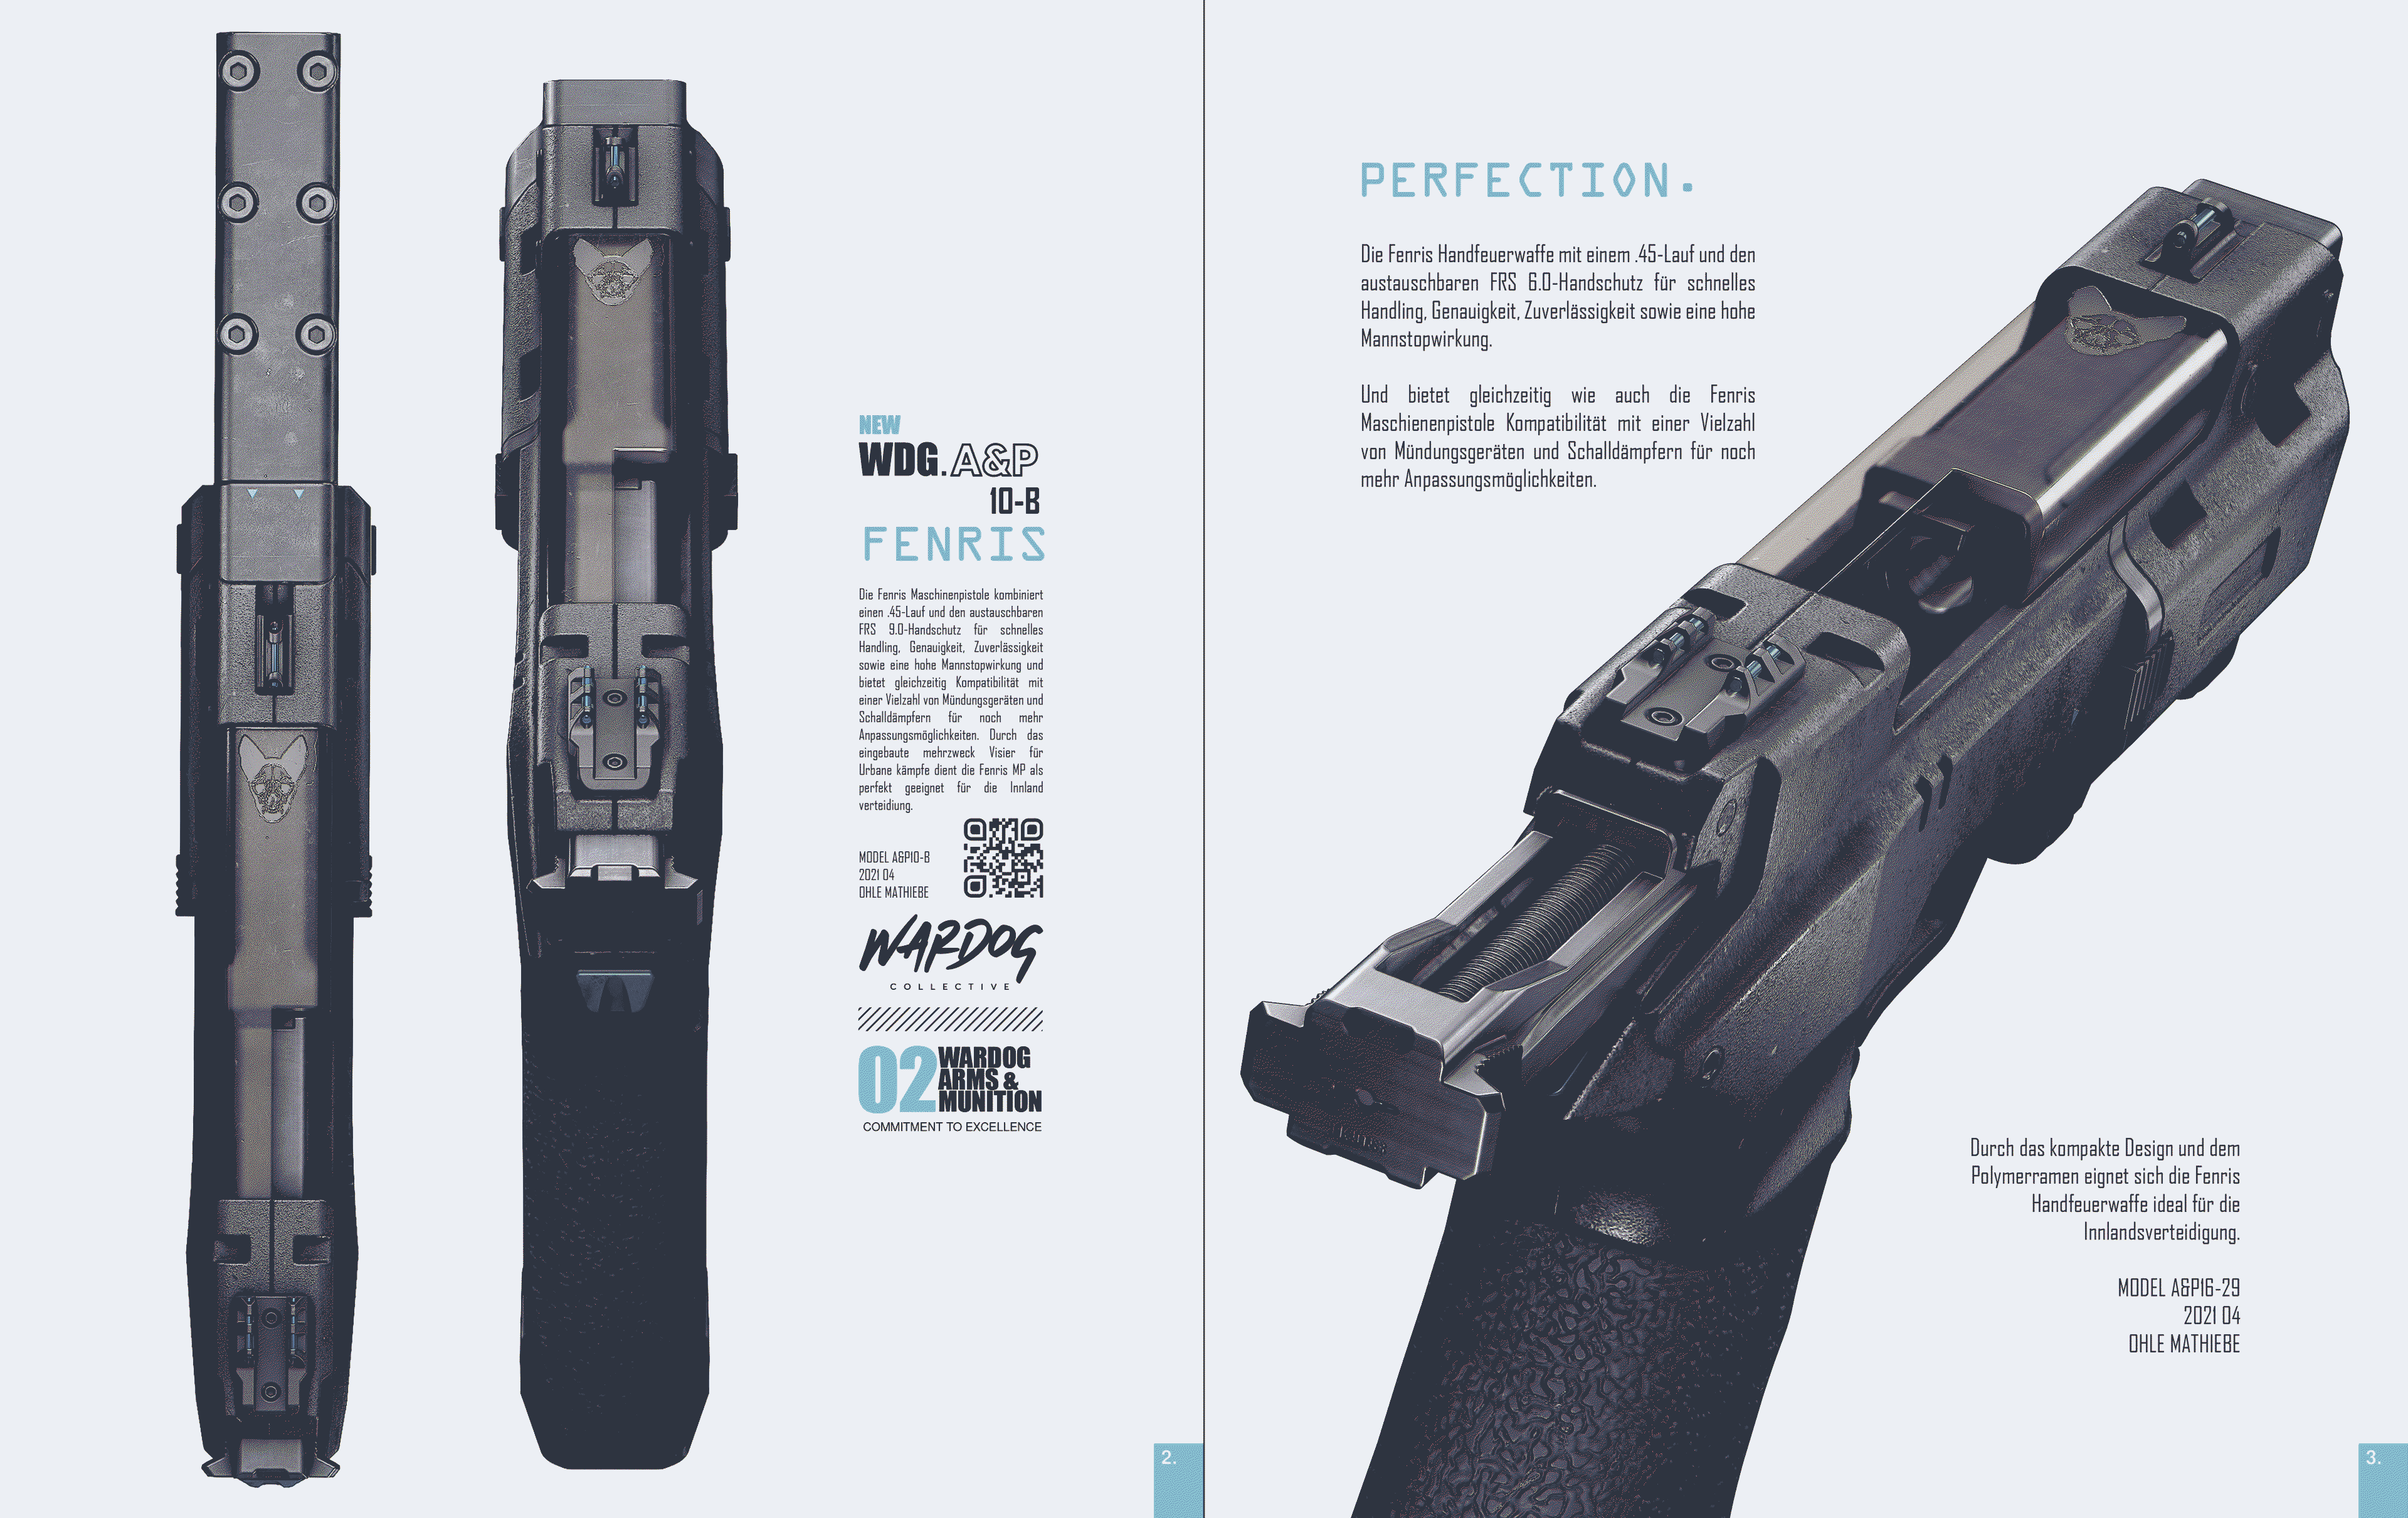 NEW
WDG.A&P
10-B
FENRIS
Die Fenris Maschinenpistole kombiniert
einen .45-Lauf und den austauschbaren
FRS 9.0-Handschutz für schnelles
Handling, Genauigkeit, Zuverlässigkeit
sowie eine hohe Mannstopwirkung und
bietet gleichzeitig Kompatibilität mit
einer Vielzahl von Mündungsgeräten und
Schalldämpfern für noch mehr
Anpassungsmöglichkeiten. Durch das
eingebaute mehrzweck Visier für
Urbane kämpfe dient die Fenris MP als
perfekt geeignet für die Innland
verteidiung.
MODEL A&P10-B
2021 04
OHLE MATHIEBE
WARDOG
COLLECTIVE
02 WARDOG
ARMS &
MUNITION
COMMITMENT TO EXCELLENCE
2.
PERFECTION.
Die Fenris Handfeuerwaffe mit einem .45-Lauf und den
austauschbaren FRS 6.0-Handschutz für schnelles
Handling, Genauigkeit, Zuverlässigkeit sowie eine hohe
Mannstopwirkung.
Und bietet gleichzeitig wie auch die Fenris
Maschienenpistole Kompatibilität mit einer Vielzahl
von Mündungsgeräten und Schalldämpfern für noch
mehr Anpassungsmöglichkeiten.
Durch das kompakte Design und dem
Polymerramen eignet sich die Fenris
Handfeuerwaffe ideal für die
Innlandsverteidigung.
MODEL A&P16-29
2021 04
OHLE MATHIEBE
3.